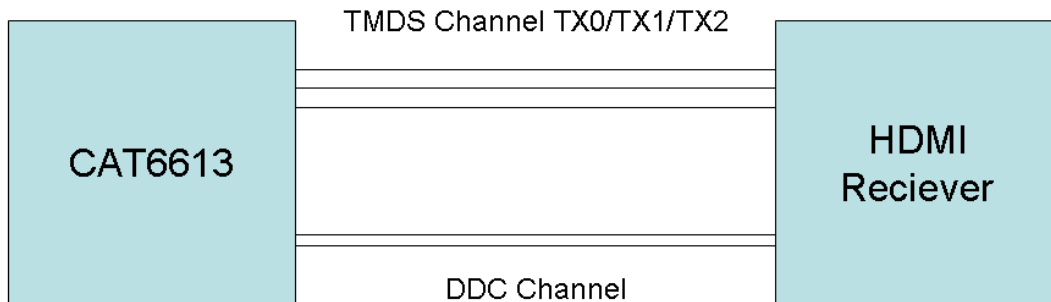 TMDS Channel TX0/TX1/TX2
CAT6613
HDMI
Reciever
DDC Channel